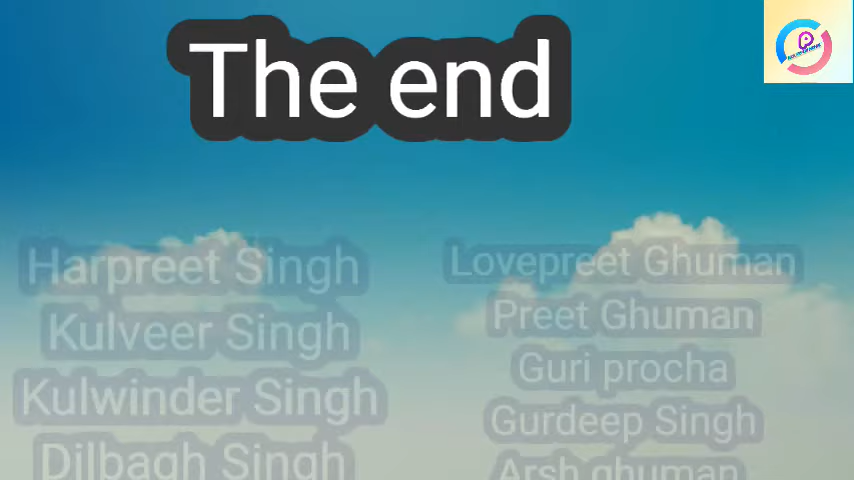 The end
Harpreet Singh
Kulveer Singh
Kulwinder Singh
Dilbagh Singh
Lovepreet Ghuman
Preet Ghuman
Guri procha
Gurdeep Singh
Arsh ghuman